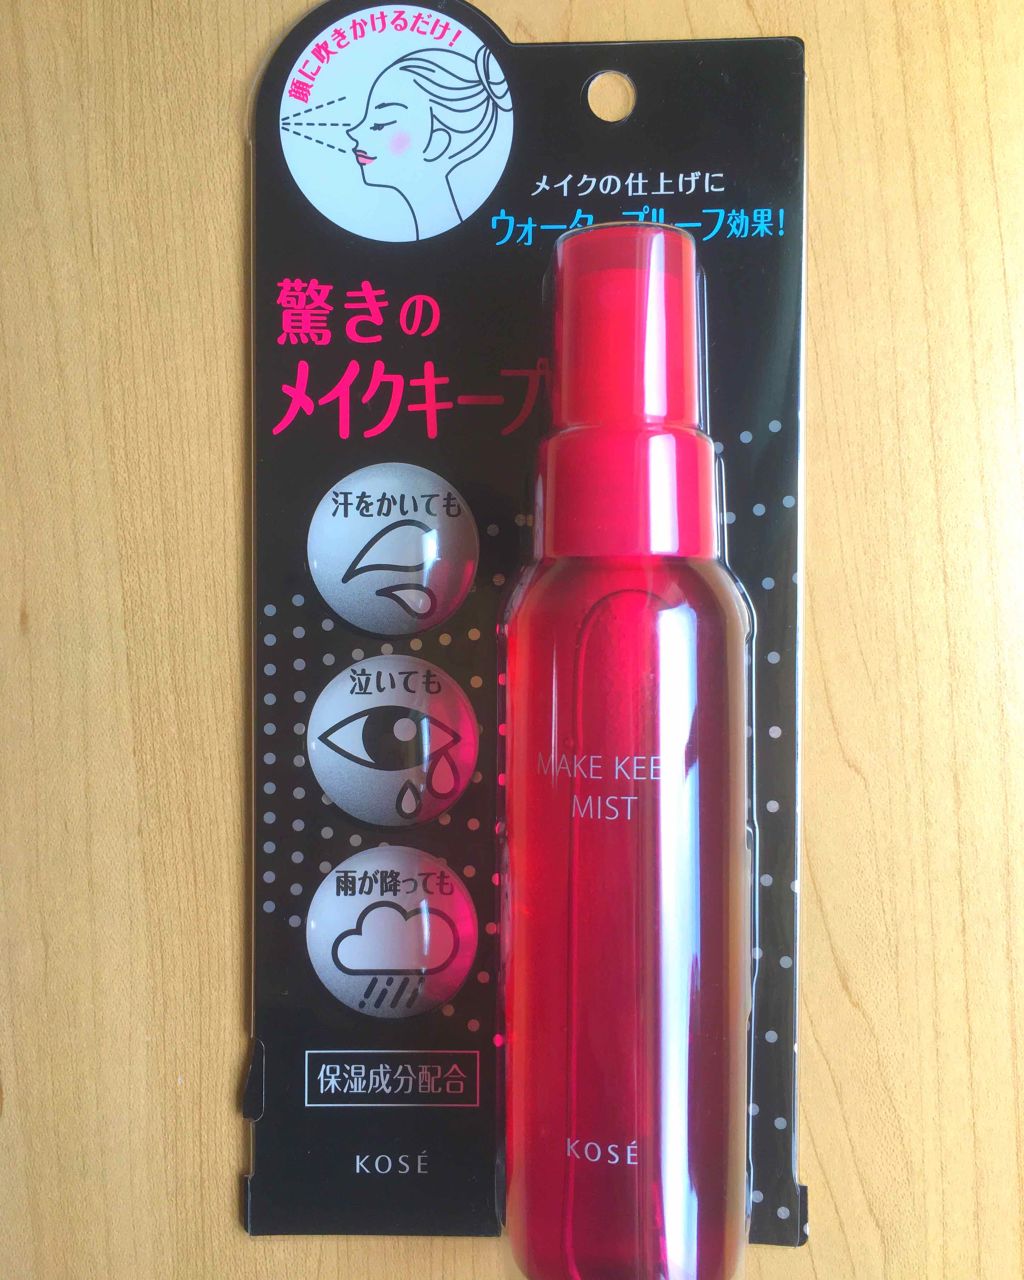 顔に吹きかけるだけ！
メイクの仕上げに
ウォータープルーフ効果！
驚きの
メイクキープ
汗をかいても
泣いても
雨が降っても
保湿成分配合
KOSÉ
MAKE KEE
MIST
KOSÉ